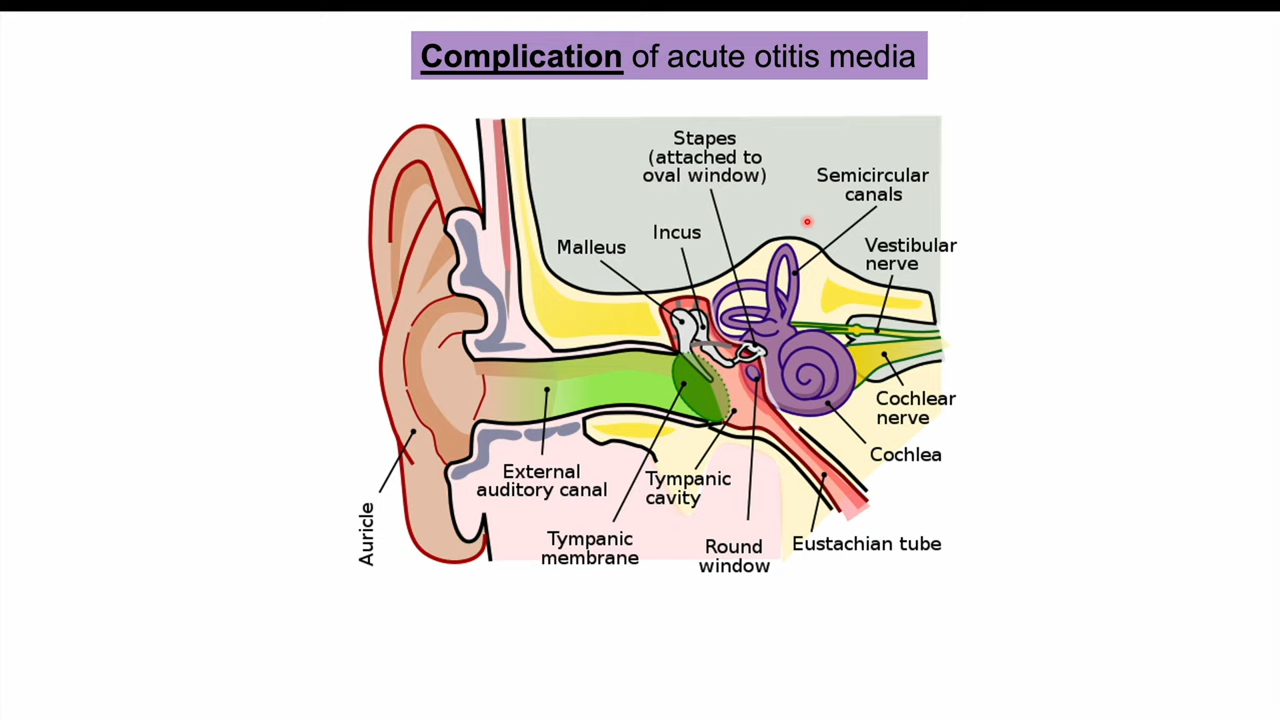 Complication of acute otitis media
Stapes
(attached to
oval window)
Semicircular
canals
Incus
Malleus
Vestibular
nerve
Cochlear
nerve
Cochlea
External
auditory canal
Tympanic
cavity
Auricle
Tympanic
membrane
Round
window
Eustachian tube